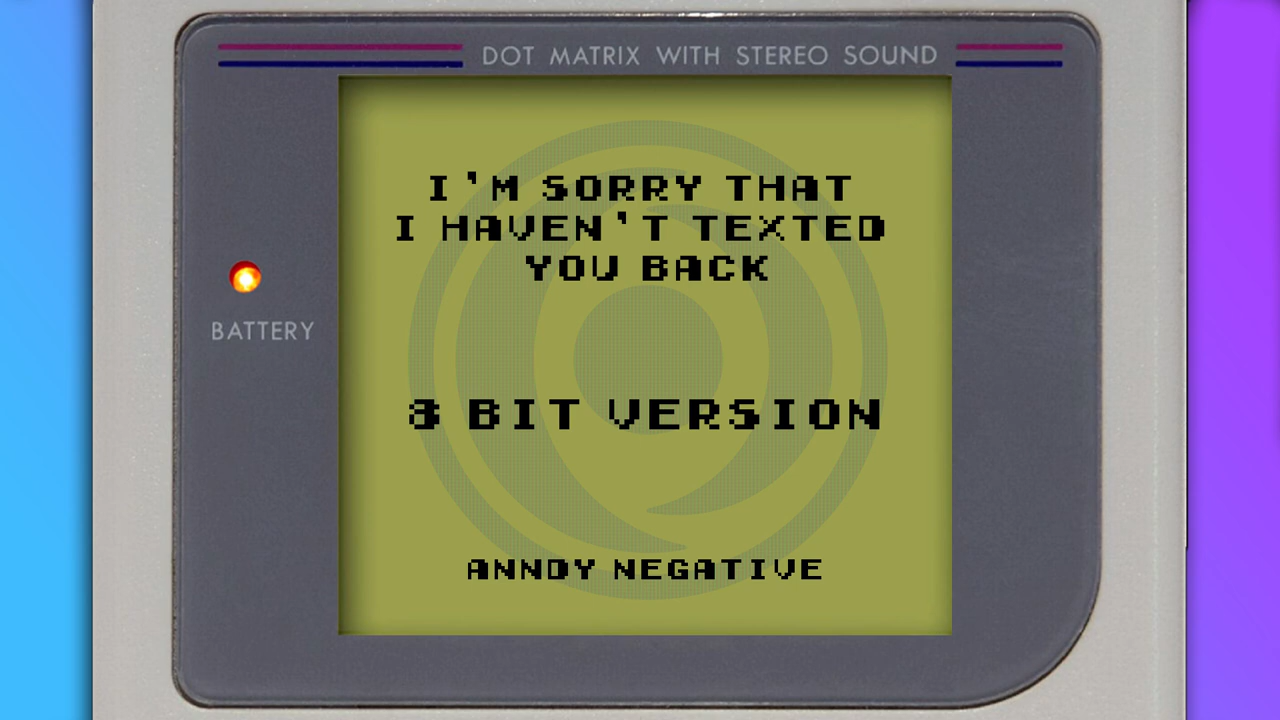 DOT MATRIX WITH STEREO SOUND
I'M SORRY THAT
I HAVEN'T TEXTED
YOU BACK
BATTERY
8 BIT VERSION
ANNDY NEGATIVE